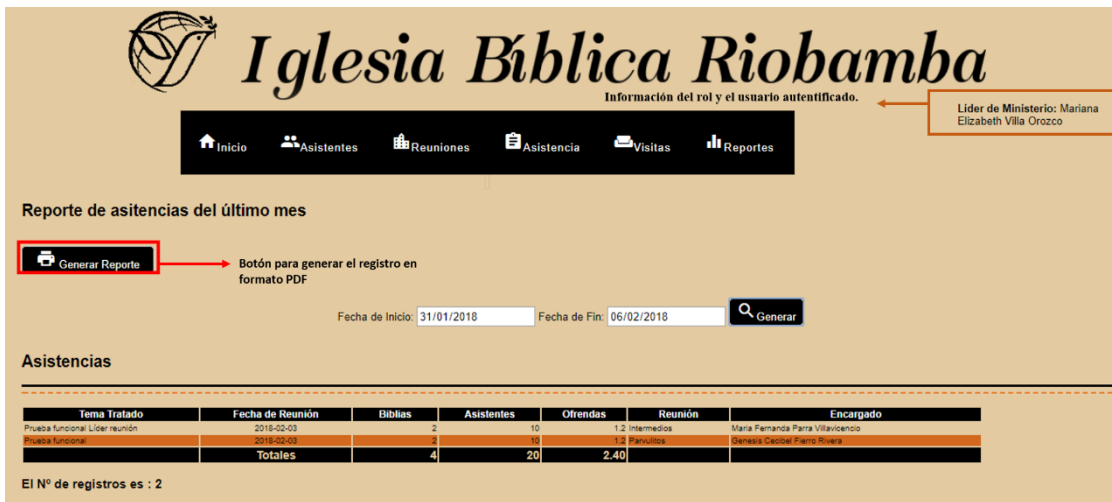 Iglesia Bíblica Riobamba
Información del rol y el usuario autentificado.
Lider de Ministerio: Mariana
Elizabeth Villa Orozco
Inicio Asistentes Reuniones Asistencia Visitas Reportes
Reporte de asitencias del último mes
Generar Reporte
Botón para generar el registro en
formato PDF
Fecha de Inicio: 31/01/2018 Fecha de Fin: 06/02/2018 Generar
Asistencias
Tema Tratado Fecha de Reunión Biblias Asistentes Ofrendas Reunión Encargado
Prueba funcional Líder reunión 2018-02-03 2 10 1.2 Intermedios Maria Fernanda Parra Villavicencio
Prueba funcional 2018-02-03 2 10 1.2 Parvulitos Genesis Cecibel Fierro Rivera
Totales 4 20 2.40
El Nº de registros es : 2